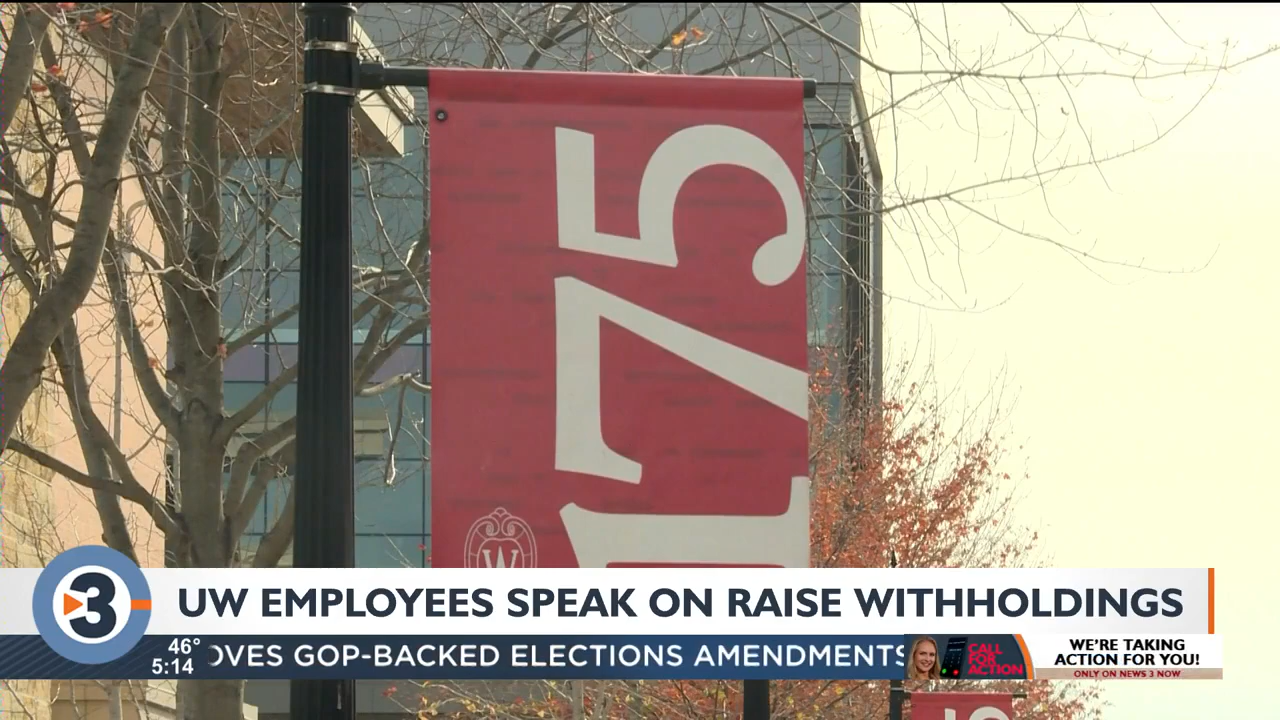 175
W
3
UW EMPLOYEES SPEAK ON RAISE WITHHOLDINGS
46°
5:14
OVES GOP-BACKED ELECTIONS AMENDMENTS
CALL
FOR
ACTION
WE'RE TAKING
ACTION FOR YOU!
ONLY ON NEWS 3 NOW